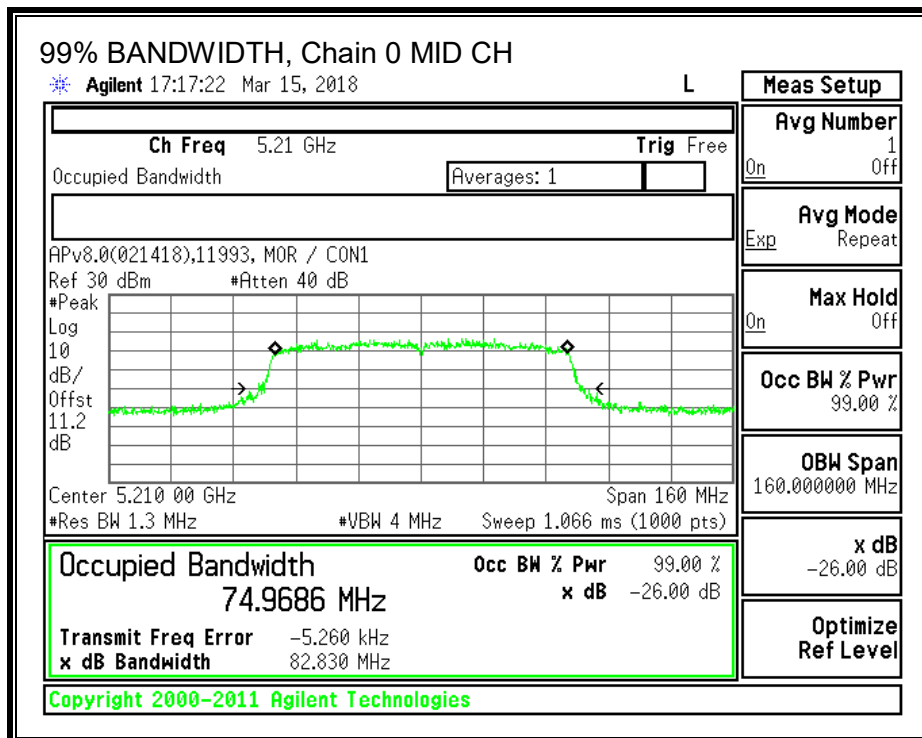 99% BANDWIDTH, Chain 0 MID CH
Agilent 17:17:22 Mar 15, 2018 L
Ch Freq 5.21 GHz Trig Free
Occupied Bandwidth Averages: 1
APv8.0(021418),11993, MOR / CON1
Ref 30 dBm #Atten 40 dB
#Peak
Log
10
dB/
Offst
11.2
dB
Center 5.210 00 GHz Span 160 MHz
#Res BW 1.3 MHz #VBW 4 MHz Sweep 1.066 ms (1000 pts)
Occupied Bandwidth Occ BW % Pwr 99.00 %
74.9686 MHz x dB -26.00 dB
Transmit Freq Error -5.260 kHz
x dB Bandwidth 82.830 MHz
Copyright 2000-2011 Agilent Technologies
Meas Setup
Avg Number
1
On Off
Avg Mode
Exp Repeat
Max Hold
On Off
Occ BW % Pwr
99.00 %
OBW Span
160.000000 MHz
x dB
-26.00 dB
Optimize
Ref Level